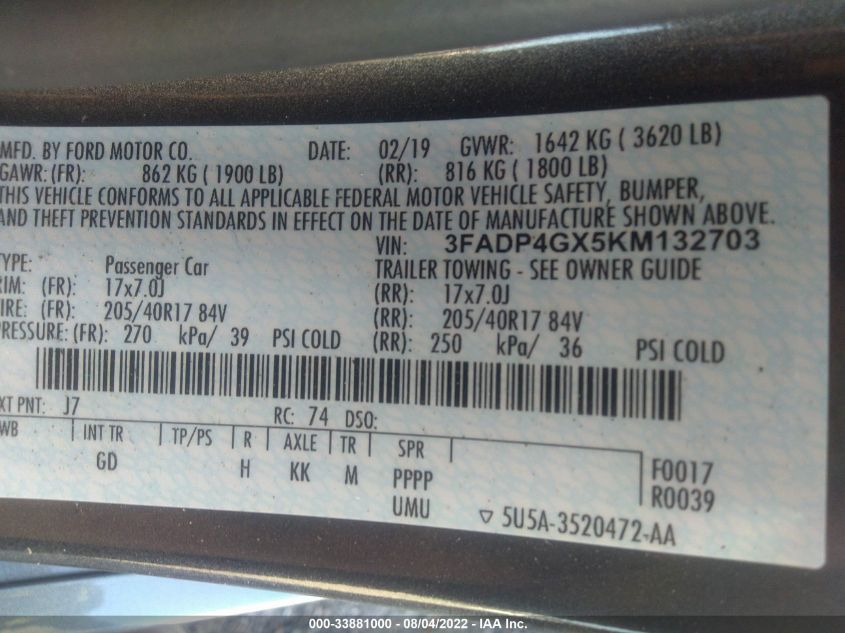 MFD. BY FORD MOTOR CO. DATE: 02/19 GVWR: 1642 KG ( 3620 LB)
GAWR: (FR): 862 KG ( 1900 LB) (RR): 816 KG ( 1800 LB)
THIS VEHICLE CONFORMS TO ALL APPLICABLE FEDERAL MOTOR VEHICLE SAFETY, BUMPER,
AND THEFT PREVENTION STANDARDS IN EFFECT ON THE DATE OF MANUFACTURE SHOWN ABOVE.
VIN: 3FADP4GX5KM132703
TYPE: Passenger Car TRAILER TOWING - SEE OWNER GUIDE
RIM: (FR): 17x7.0J (RR): 17x7.0J
TIRE: (FR): 205/40R17 84V (RR): 205/40R17 84V
PRESSURE: (FR): 270 kPa/ 39 PSI COLD (RR): 250 kPa/ 36 PSI COLD
XT PNT: J7 RC: 74 DSO:
WB INT TR TP/PS R AXLE TR SPR
GD H KK M PPPP F0017
UMU R0039
5U5A-3520472-AA
000-33881000 - 08/04/2022 - IAA Inc.